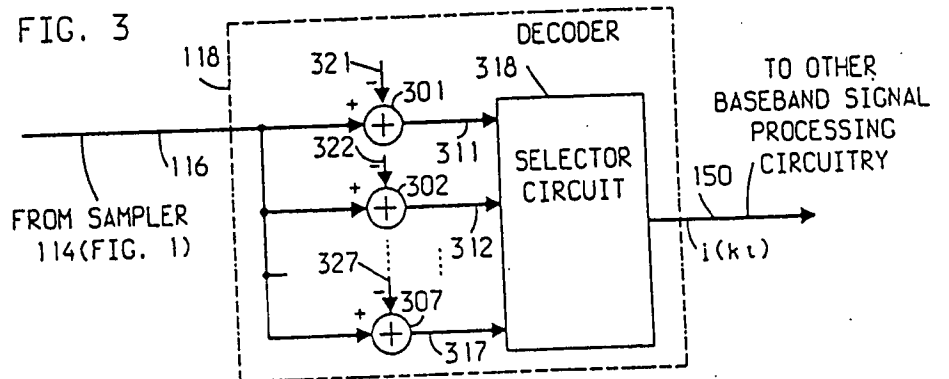 FIG. 3
DECODER
118
321
301
318
TO OTHER
BASEBAND SIGNAL
PROCESSING
CIRCUITRY
−
+
+
116
322
311
SELECTOR
CIRCUIT
150
−
+
+
302
FROM SAMPLER
114(FIG. 1)
312
i(kt)
327
−
307
+
+
317